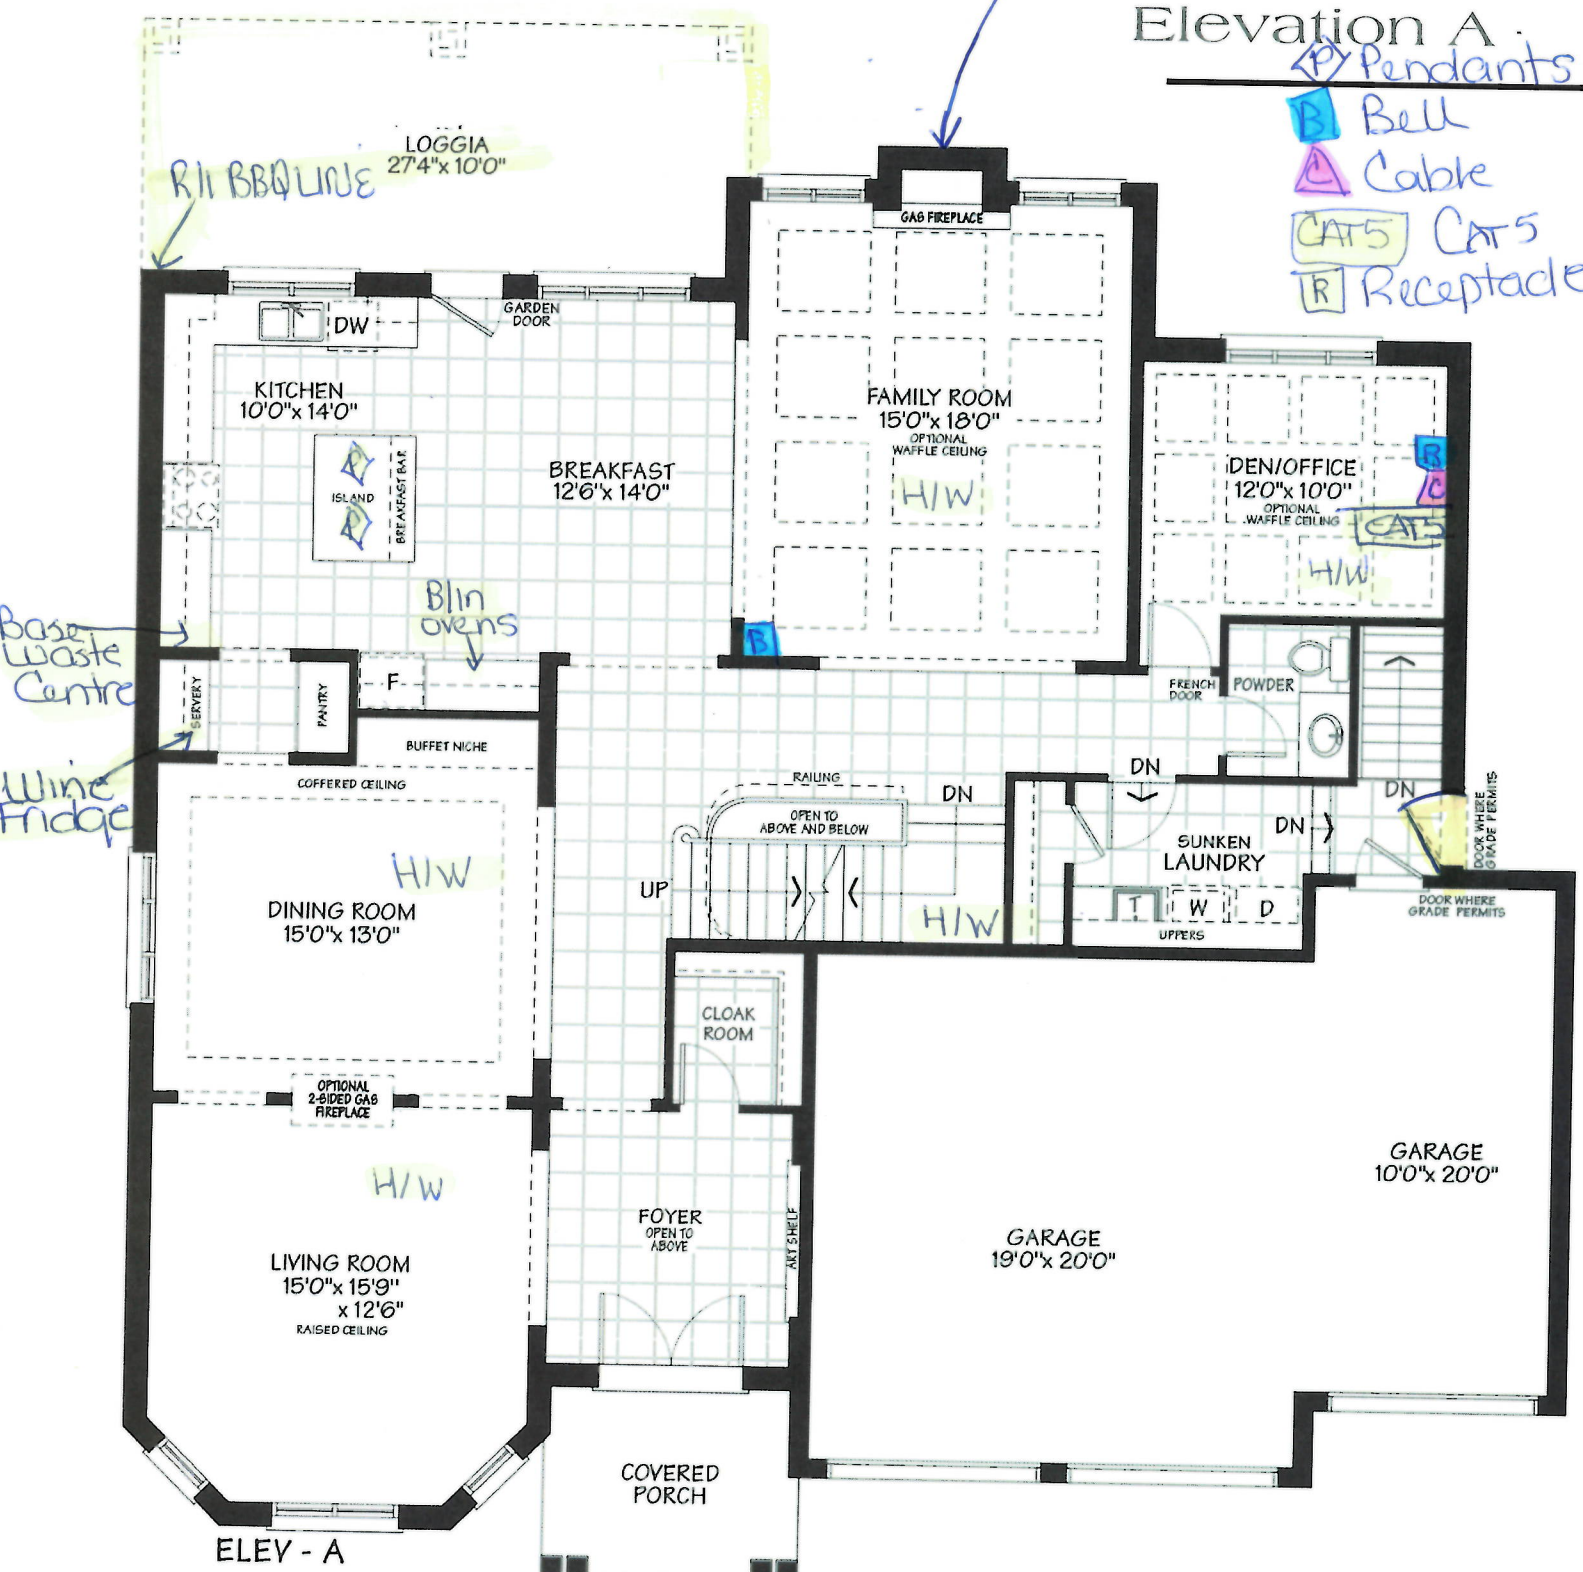 Elevation A
P Pendants
B Bell
C Cable
CAT5 CAT5
R Receptacle
LOGGIA
27'4"x 10'0"
R/I BBQ LINE
GAS FIREPLACE
GARDEN
DOOR
DW
KITCHEN
10'0"x 14'0"
P
ISLAND
P
BREAKFAST BAR
BREAKFAST
12'6"x 14'0"
FAMILY ROOM
15'0"x 18'0"
OPTIONAL
WAFFLE CEILING
H/W
B
DEN/OFFICE
12'0"x 10'0"
OPTIONAL
WAFFLE CEILING
B
C
CAT5
H/W
B/in
ovens
Base
Waste
Centre
SERVERY
PANTRY
F
FRENCH
DOOR
POWDER
BUFFET NICHE
Wine
Fridge
COFFERED CEILING
RAILING
DN
DN
DN
OPEN TO
ABOVE AND BELOW
UP
H/W
SUNKEN
LAUNDRY
DN
T
W
D
UPPERS
DOOR WHERE
GRADE PERMITS
DOOR WHERE
GRADE PERMITS
H/W
DINING ROOM
15'0"x 13'0"
CLOAK
ROOM
OPTIONAL
2-SIDED GAS
FIREPLACE
H/W
FOYER
OPEN TO
ABOVE
ART SHELF
GARAGE
10'0"x 20'0"
GARAGE
19'0"x 20'0"
LIVING ROOM
15'0"x 15'9"
x 12'6"
RAISED CEILING
COVERED
PORCH
ELEV - A